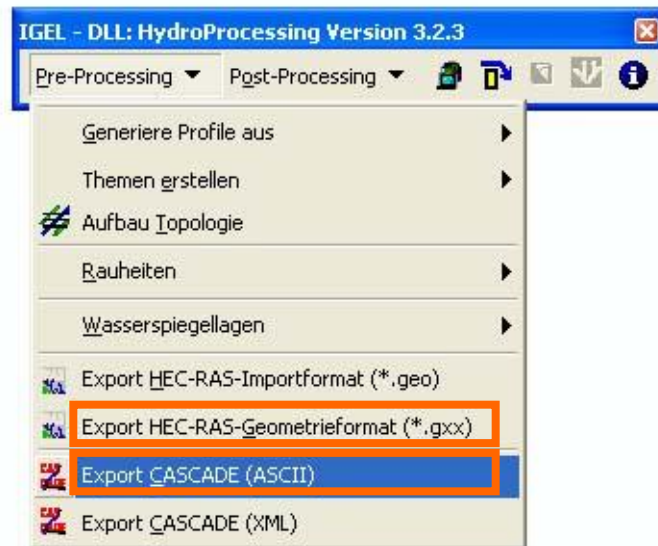 IGEL - DLL: HydroProcessing Version 3.2.3
Pre-Processing Post-Processing
Generiere Profile aus
Themen erstellen
Aufbau Topologie
Rauheiten
Wasserspiegellagen
Export HEC-RAS-Importformat (*.geo)
Export HEC-RAS-Geometrieformat (*.gxx)
Export CASCADE (ASCII)
Export CASCADE (XML)